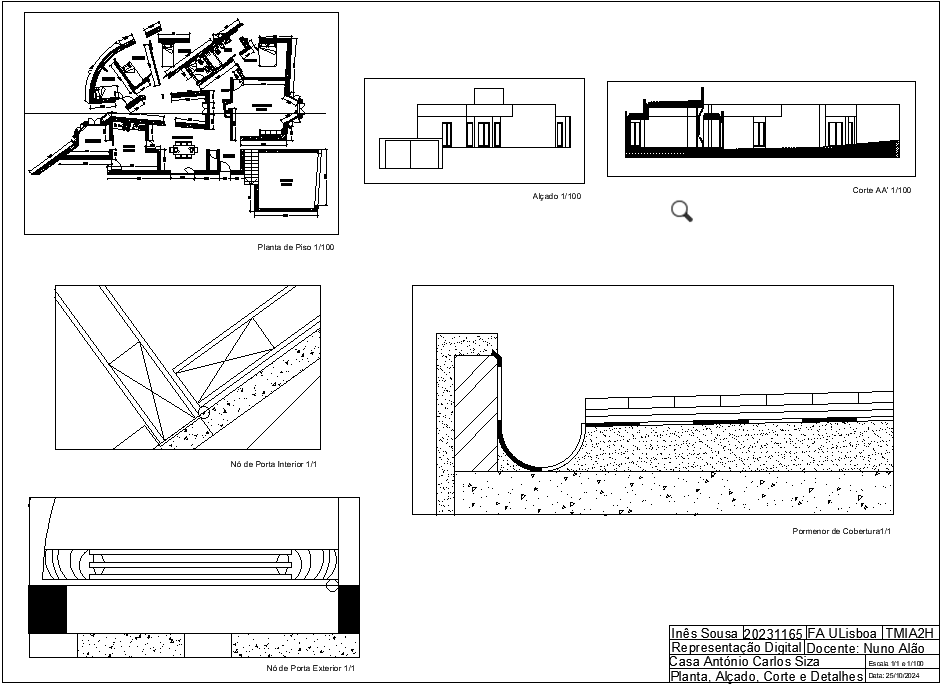 Planta de Piso 1/100
Alçado 1/100
Corte AA' 1/100
Nó de Porta Interior 1/1
Pormenor de Cobertura1/1
Nó de Porta Exterior 1/1
Inês Sousa 20231165 FA ULisboa TMIA2H
Representação Digital Docente: Nuno Alão
Casa António Carlos Siza Escala 1/1 e 1/100
Planta, Alçado, Corte e Detalhes Data: 25/10/2024